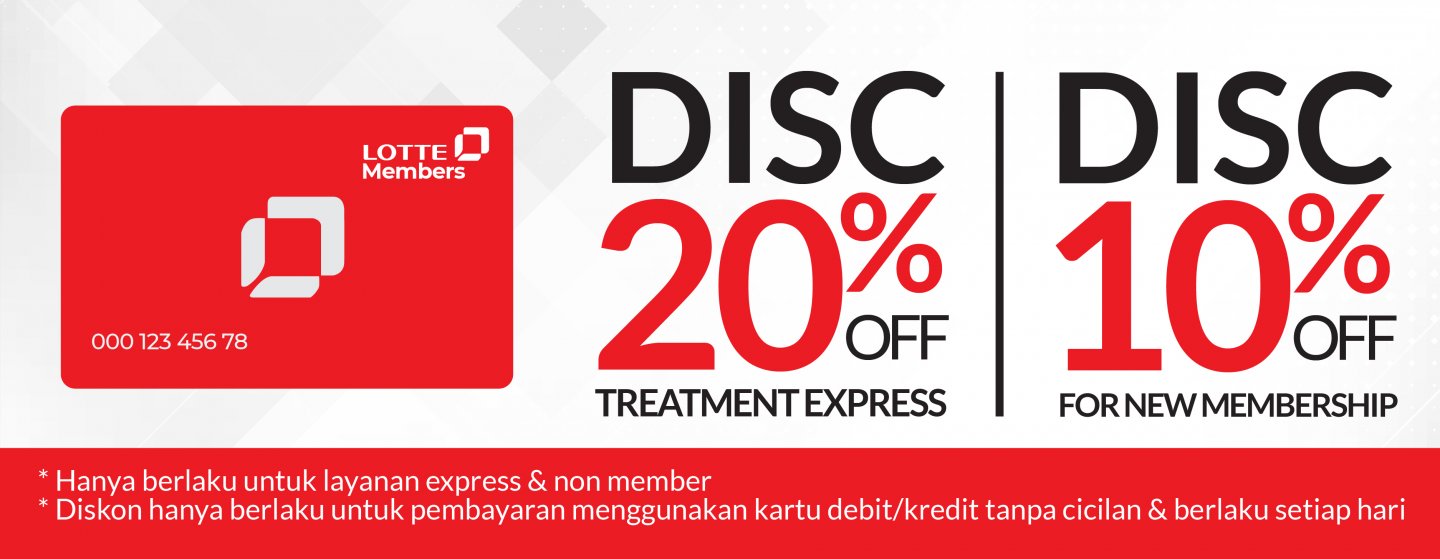 LOTTE
Members
000 123 456 78
DISC
20%
OFF
TREATMENT EXPRESS
DISC
10%
OFF
FOR NEW MEMBERSHIP
* Hanya berlaku untuk layanan express & non member
* Diskon hanya berlaku untuk pembayaran menggunakan kartu debit/kredit tanpa cicilan & berlaku setiap hari